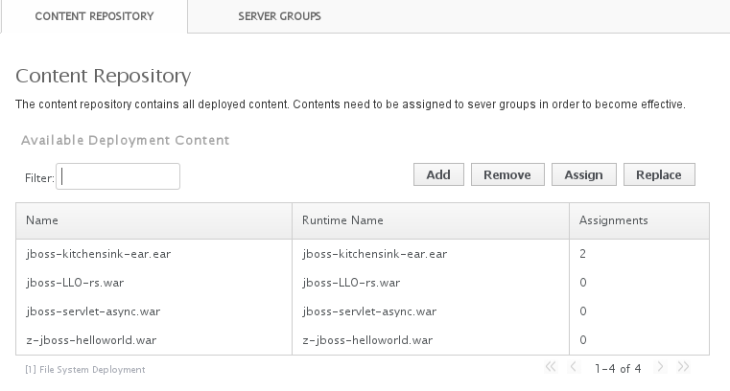 CONTENT REPOSITORY SERVER GROUPS
Content Repository
The content repository contains all deployed content. Contents need to be assigned to sever groups in order to become effective.
Available Deployment Content
Filter: Add Remove Assign Replace
Name Runtime Name Assignments
jboss-kitchensink-ear.ear jboss-kitchensink-ear.ear 2
jboss-LLO-rs.war jboss-LLO-rs.war 0
jboss-servlet-async.war jboss-servlet-async.war 0
z-jboss-helloworld.war z-jboss-helloworld.war 0
[1] File System Deployment « < 1-4 of 4 > »